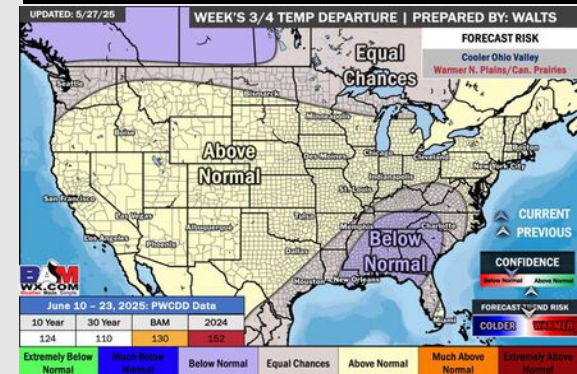 UPDATED: 5/27/25
WEEK'S 3/4 TEMP DEPARTURE | PREPARED BY: WALTS
FORECAST RISK
Cooler Ohio Valley
Warmer N. Plains/Can. Prairies
Equal
Chances
Seattle
Bismarck
Minneapolis
Boise
Above
Normal
Des Moines
Chicago
Cleveland
Boston
New York City
Indianapolis
San Francisco
St. Louis
Las Vegas
Tulsa
Memphis
Charlotte
Los Angeles
Albuquerque
Phoenix
Dallas
Below
Normal
Houston
New Orleans
CURRENT
PREVIOUS
CONFIDENCE
Below Normal
Above Normal
BAM
WX.COM
June 10 – 23, 2025: PWCDD Data
10 Year
30 Year
BAM
2024
124
110
130
152
FORECAST TREND RISK
COLDER
WARMER
Extremely Below
Normal
Much Below
Normal
Below Normal
Equal Chances
Above Normal
Much Above
Normal
Extremely Above
Normal